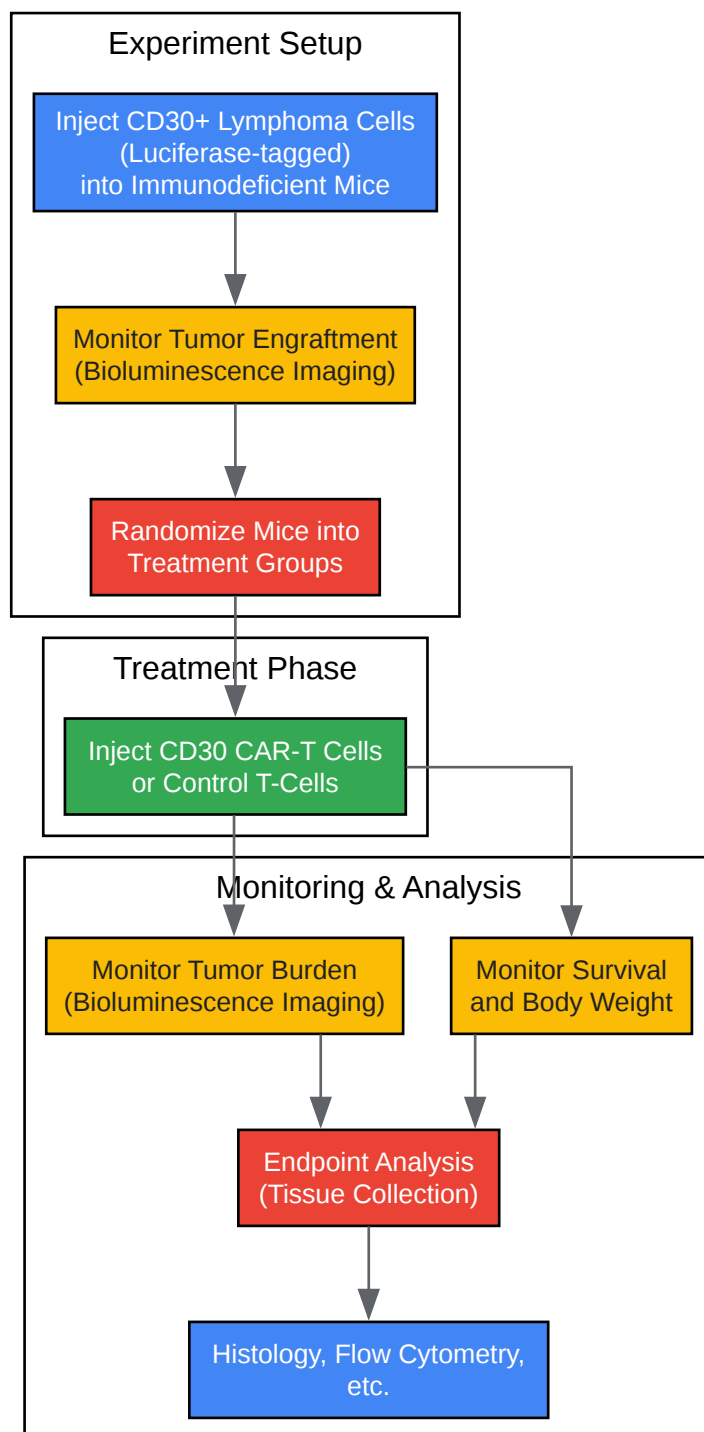 Experiment Setup
Inject CD30+ Lymphoma Cells
(Luciferase-tagged)
into Immunodeficient Mice
Monitor Tumor Engraftment
(Bioluminescence Imaging)
Randomize Mice into
Treatment Groups
Treatment Phase
Inject CD30 CAR-T Cells
or Control T-Cells
Monitoring & Analysis
Monitor Tumor Burden
(Bioluminescence Imaging)
Monitor Survival
and Body Weight
Endpoint Analysis
(Tissue Collection)
Histology, Flow Cytometry,
etc.